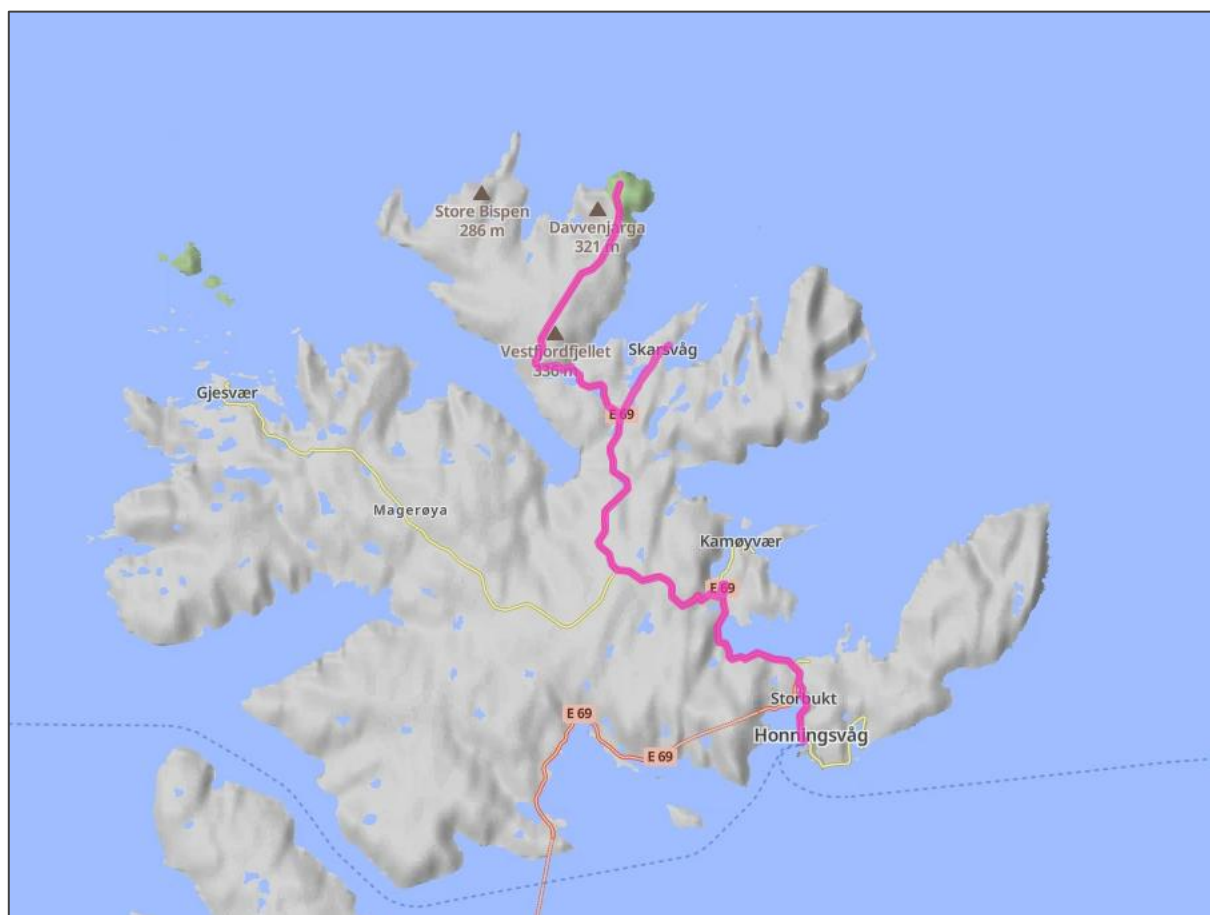 Store Bispen
286 m
Davvenjárga
321 m
Vestfjordfjellet
336 m
Skarsvåg
Gjesvær
E 69
Magerøya
Kamøyvær
E 69
Storbukt
E 69
Honningsvåg
E 69